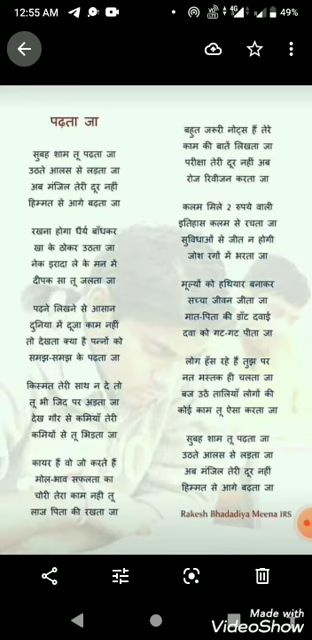 12:55 AM
4G
49%
पढ़ता जा
सुबह शाम तू पढ़ता जा
उठते आलस से लड़ता जा
अब मंजिल तेरी दूर नहीं
हिम्मत से आगे बढ़ता जा
रखना होगा धैर्य बाँधकर
खा के ठोकर उठता जा
नेक इरादा ले के मन में
दीपक सा तू जलता जा
पढ़ने लिखने से आसान
दुनिया में दूजा काम नहीं
तो देखता क्या है पन्नों को
समझ-समझ के पढ़ता जा
किस्मत तेरी साथ न दे तो
तू भी जिद पर अड़ता जा
देख गौर से कमियाँ तेरी
कमियों से तू भिड़ता जा
कायर हैं वो जो करते हैं
मोल-भाव सफलता का
चोरी तेरा काम नही तू
लाज पिता की रखता जा
बहुत जरूरी नोट्स हैं तेरे
काम की बातें लिखता जा
परीक्षा तेरी दूर नहीं अब
रोज रिवीजन करता जा
कलम मिले 2 रुपये वाली
इतिहास कलम से रचता जा
सुविधाओं से जीत न होगी
जोश रगों में भरता जा
मूल्यों को हथियार बनाकर
सच्चा जीवन जीता जा
मात-पिता की डाँट दवाई
दवा को गट-गट पीता जा
लोग हँस रहे हैं तुझ पर
नत मस्तक ही चलता जा
बज उठें तालियाँ लोगों की
कोई काम तू ऐसा करता जा
सुबह शाम तू पढ़ता जा
उठते आलस से लड़ता जा
अब मंजिल तेरी दूर नहीं
हिम्मत से आगे बढ़ता जा
Rakesh Bhadadiya Meena IRS
Made with
VideoShow